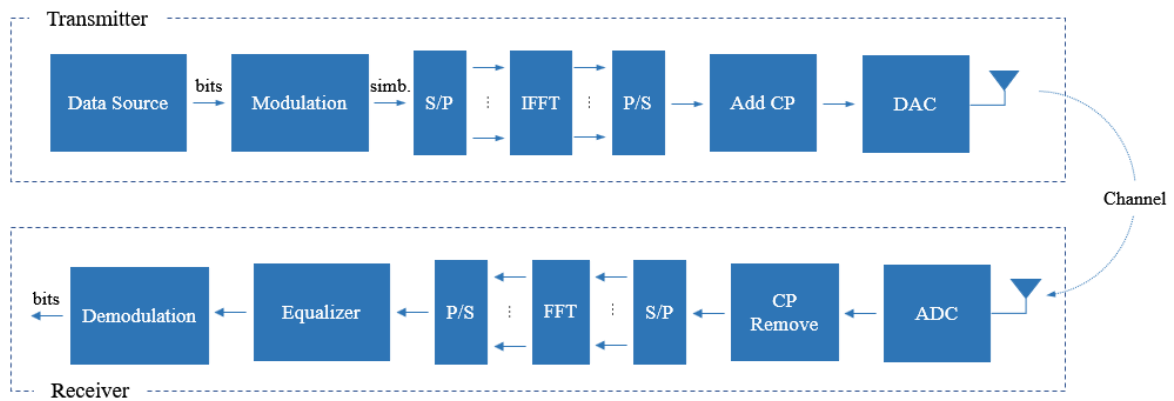 Transmitter
Data Source
bits
Modulation
simb.
S/P
IFFT
P/S
Add CP
DAC
Channel
bits
Demodulation
Equalizer
P/S
FFT
S/P
CP
Remove
ADC
Receiver